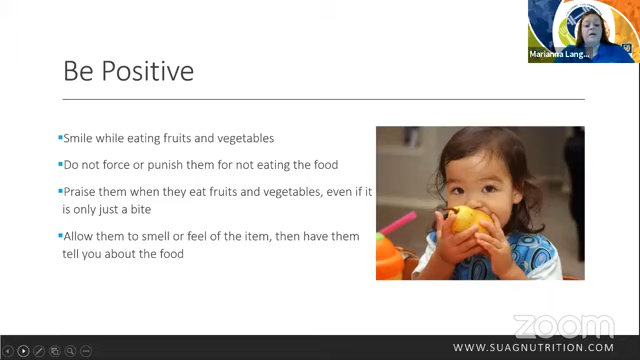 Marianna Lang...
Be Positive
Smile while eating fruits and vegetables
Do not force or punish them for not eating the food
Praise them when they eat fruits and vegetables, even if it
is only just a bite
Allow them to smell or feel of the item, then have them
tell you about the food
zoom
WWW.SUAGNUTRITION.COM